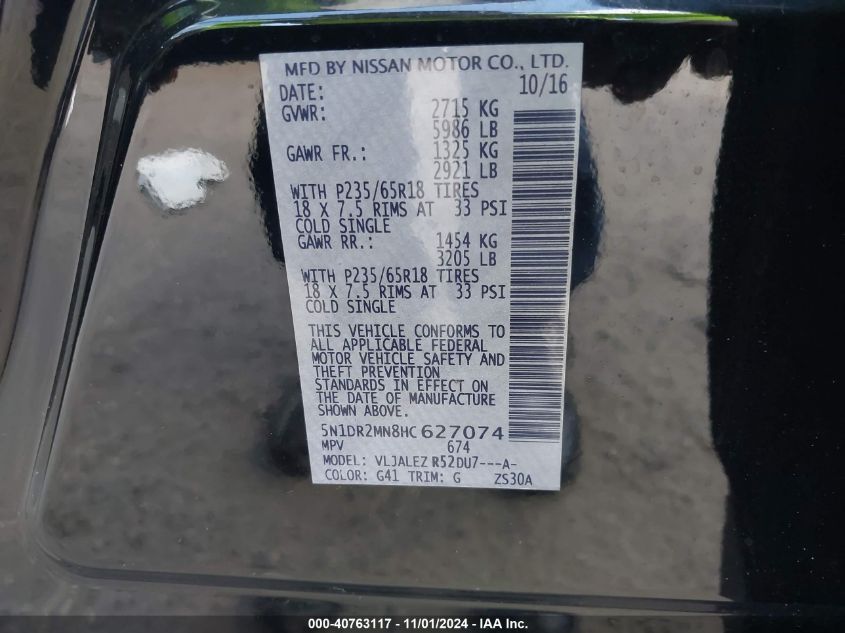 MFD BY NISSAN MOTOR CO., LTD.
DATE: 10/16
GVWR: 2715 KG
5986 LB
GAWR FR.: 1325 KG
2921 LB
WITH P235/65R18 TIRES
18 X 7.5 RIMS AT 33 PSI
COLD SINGLE
GAWR RR.: 1454 KG
3205 LB
WITH P235/65R18 TIRES
18 X 7.5 RIMS AT 33 PSI
COLD SINGLE
THIS VEHICLE CONFORMS TO
ALL APPLICABLE FEDERAL
MOTOR VEHICLE SAFETY AND
THEFT PREVENTION
STANDARDS IN EFFECT ON
THE DATE OF MANUFACTURE
SHOWN ABOVE.
5N1DR2MN8HC 627074
MPV 674
MODEL: VLJALEZ R52DU7---A-
COLOR: G41 TRIM: G ZS30A
000-40763117 - 11/01/2024 - IAA Inc.